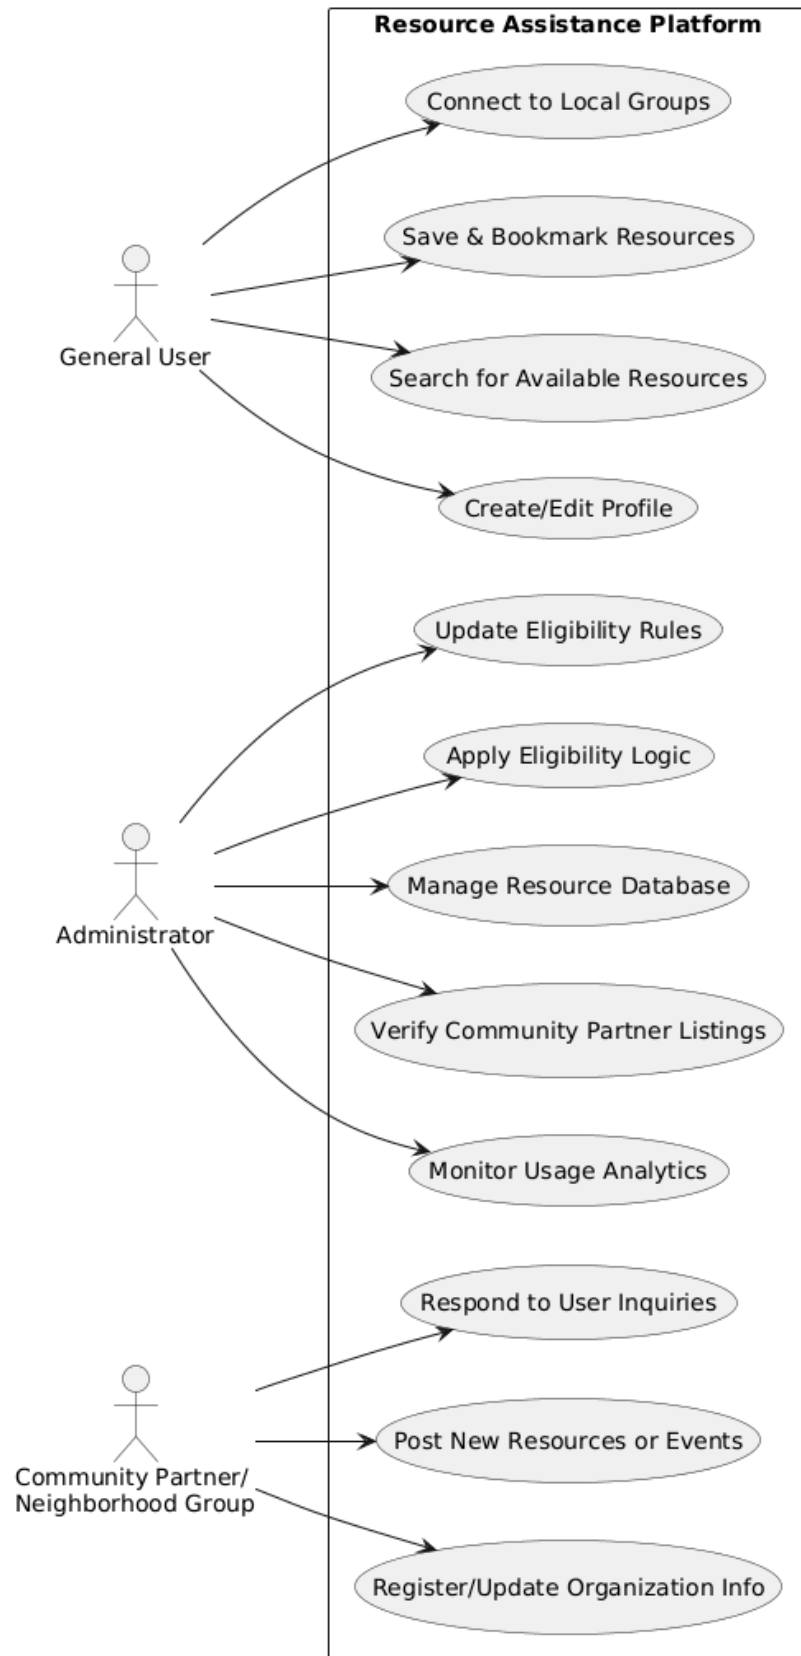 Resource Assistance Platform
Connect to Local Groups
Save & Bookmark Resources
General User
Search for Available Resources
Create/Edit Profile
Update Eligibility Rules
Apply Eligibility Logic
Manage Resource Database
Administrator
Verify Community Partner Listings
Monitor Usage Analytics
Respond to User Inquiries
Post New Resources or Events
Community Partner/
Neighborhood Group
Register/Update Organization Info